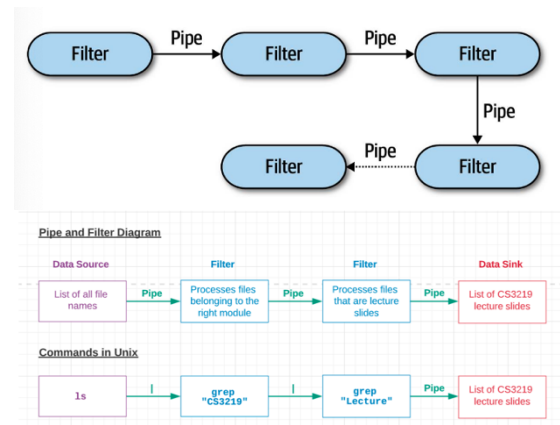 Filter
Pipe
Filter
Pipe
Filter
Pipe
Filter
Pipe
Filter
Pipe and Filter Diagram
Data Source
Filter
Filter
Data Sink
List of all file
names
Pipe
Processes files
belonging to the
right module
Pipe
Processes files
that are lecture
slides
Pipe
List of CS3219
lecture slides
Commands in Unix
ls
|
grep
"CS3219"
|
grep
"Lecture"
Pipe
List of CS3219
lecture slides